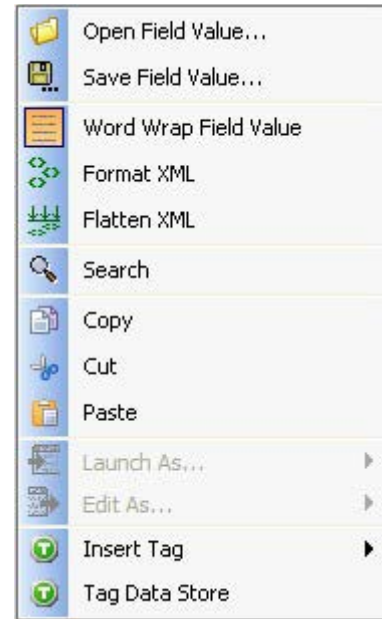 Open Field Value...
Save Field Value...
Word Wrap Field Value
Format XML
Flatten XML
Search
Copy
Cut
Paste
Launch As...
Edit As...
Insert Tag
Tag Data Store